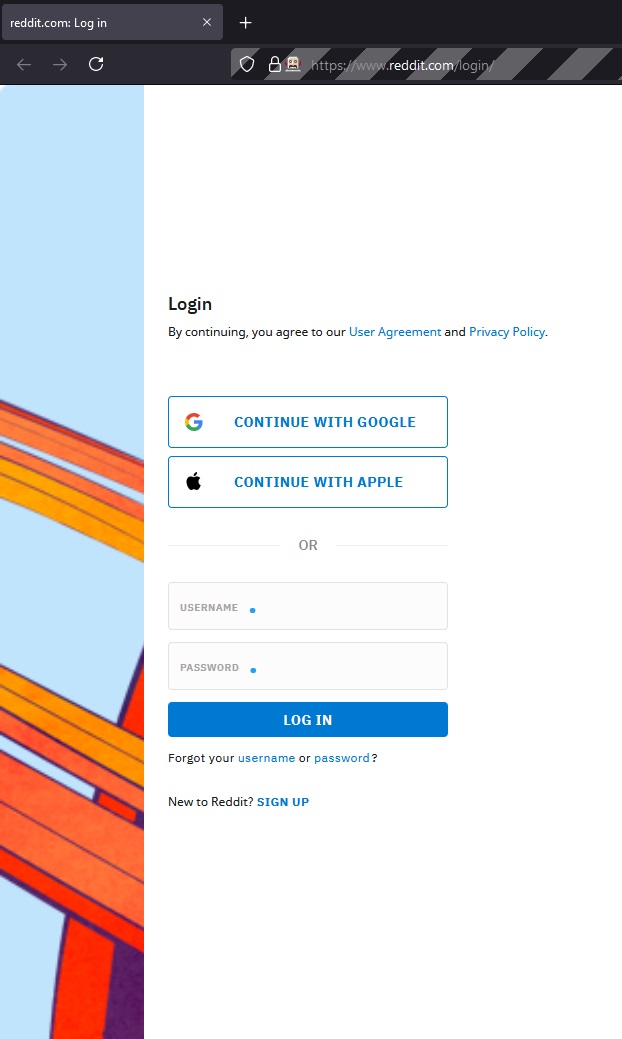 reddit.com: Log in
https://www.reddit.com/login/
Login
By continuing, you agree to our User Agreement and Privacy Policy.
CONTINUE WITH GOOGLE
CONTINUE WITH APPLE
OR
USERNAME
PASSWORD
LOG IN
Forgot your username or password?
New to Reddit? SIGN UP